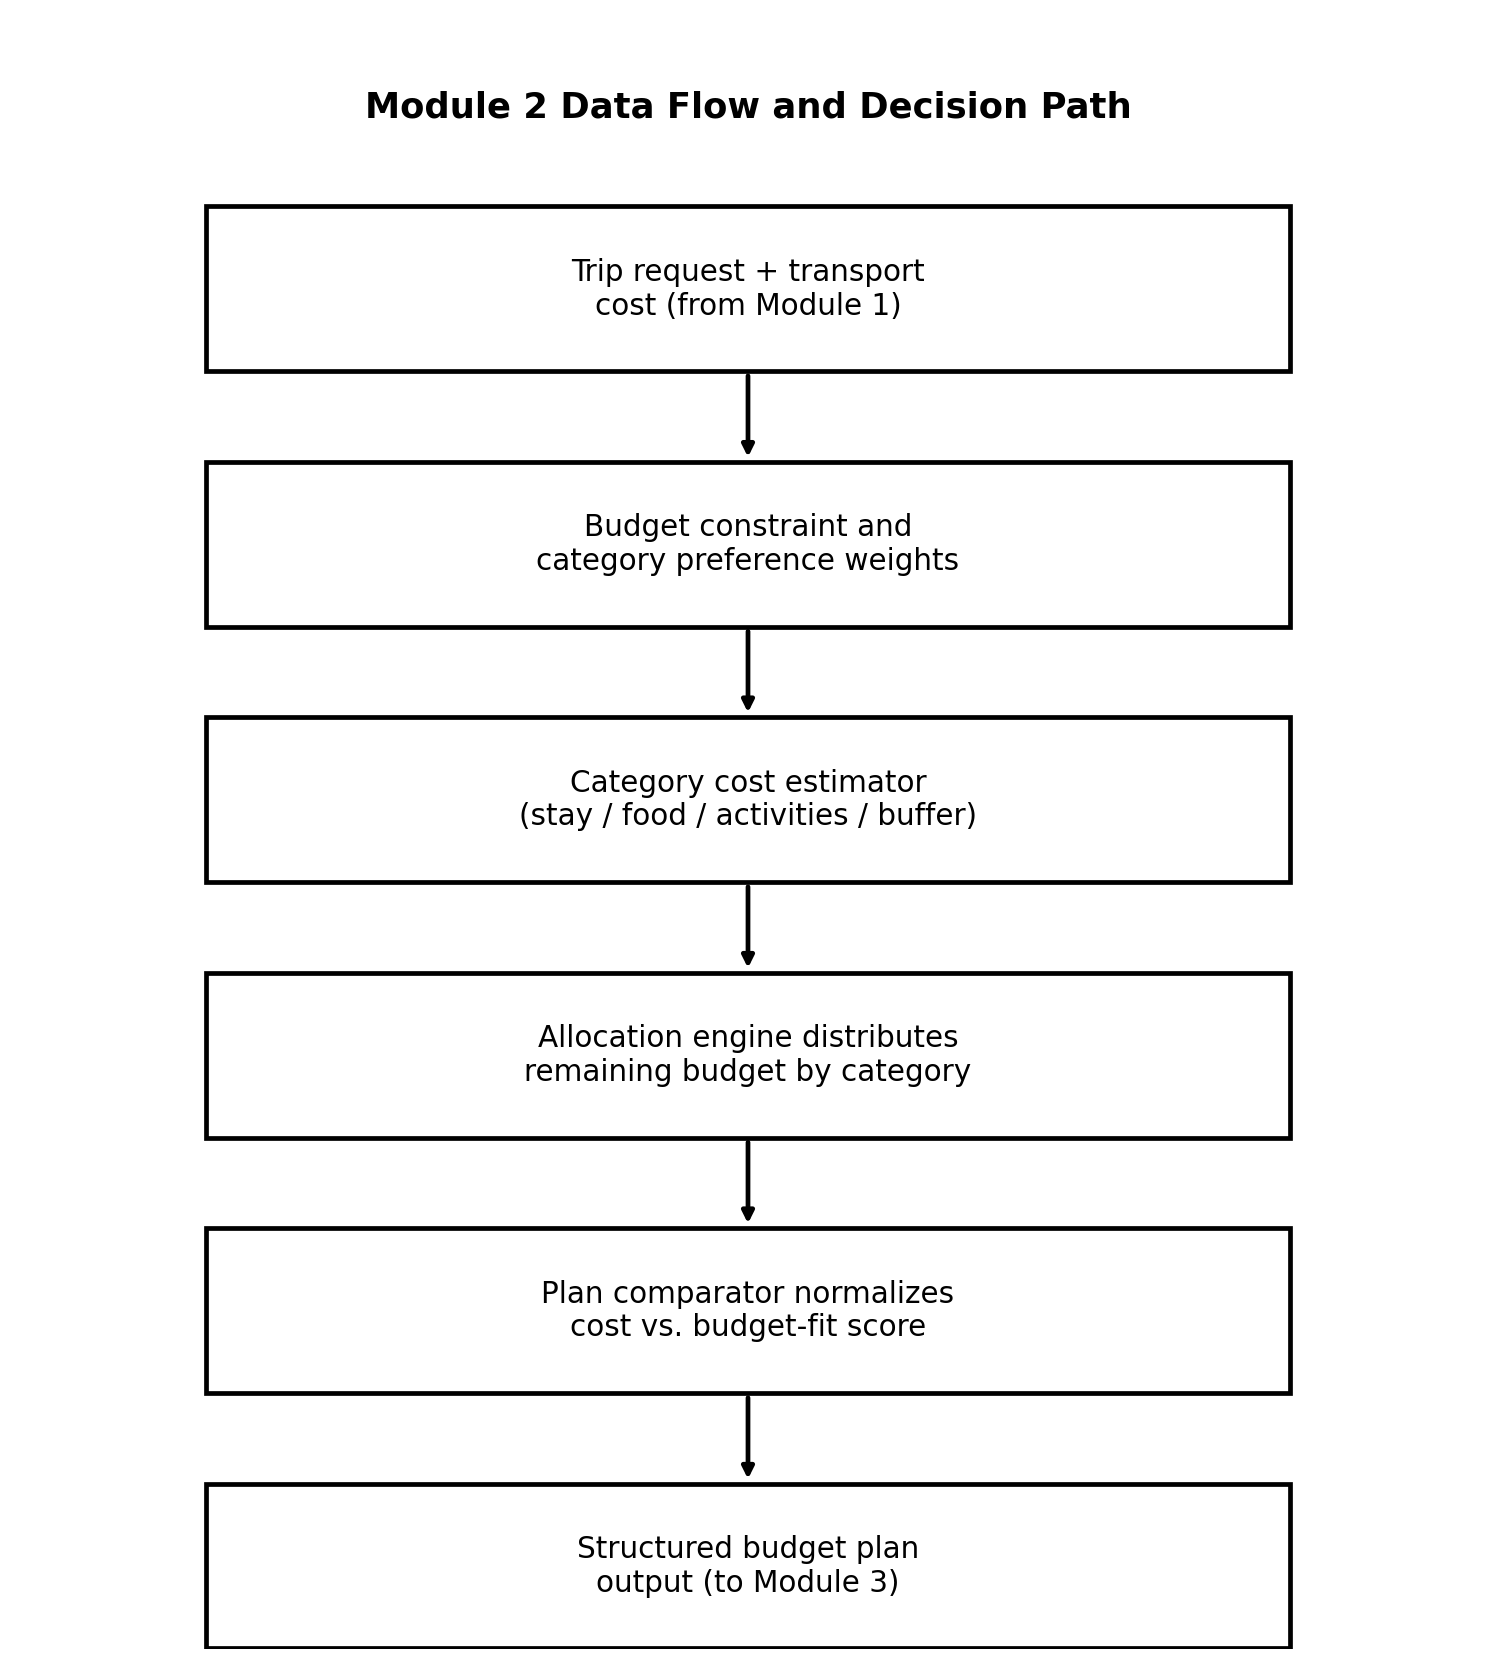 Module 2 Data Flow and Decision Path
Trip request + transport
cost (from Module 1)
Budget constraint and
category preference weights
Category cost estimator
(stay / food / activities / buffer)
Allocation engine distributes
remaining budget by category
Plan comparator normalizes
cost vs. budget-fit score
Structured budget plan
output (to Module 3)